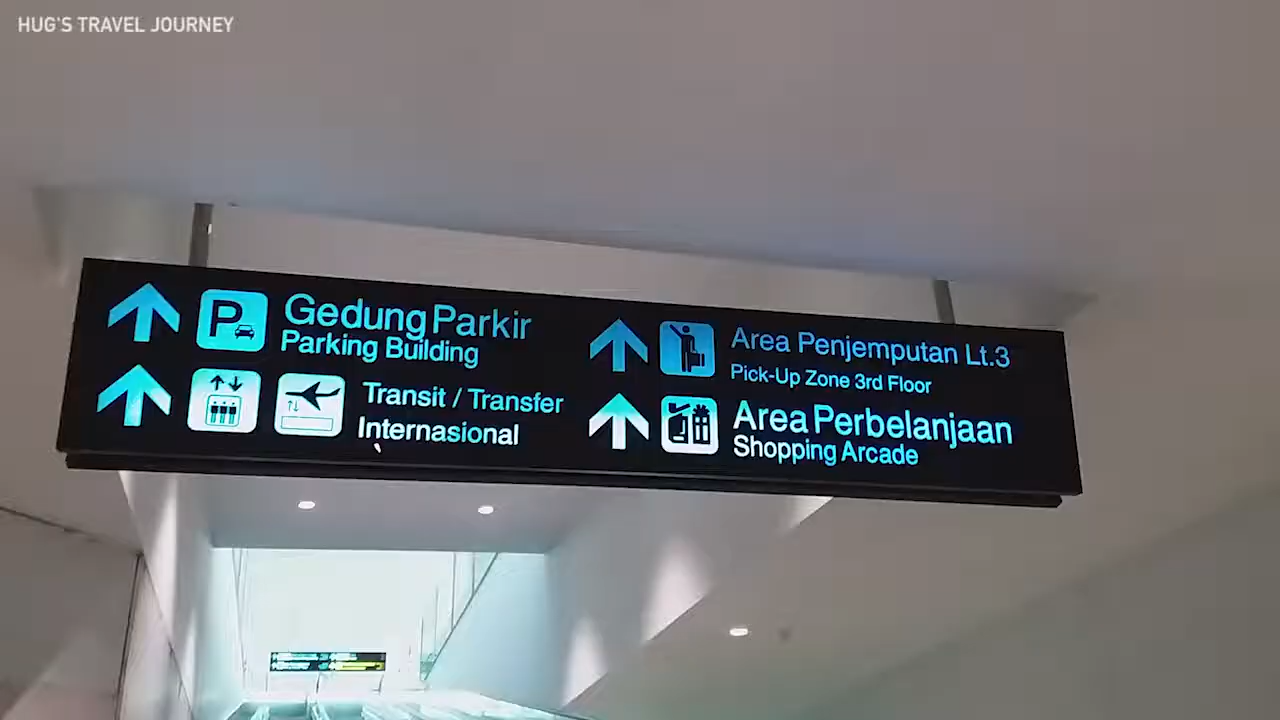 HUG'S TRAVEL JOURNEY
P
Gedung Parkir
Parking Building
Transit / Transfer
Internasional
Area Penjemputan Lt.3
Pick-Up Zone 3rd Floor
Area Perbelanjaan
Shopping Arcade